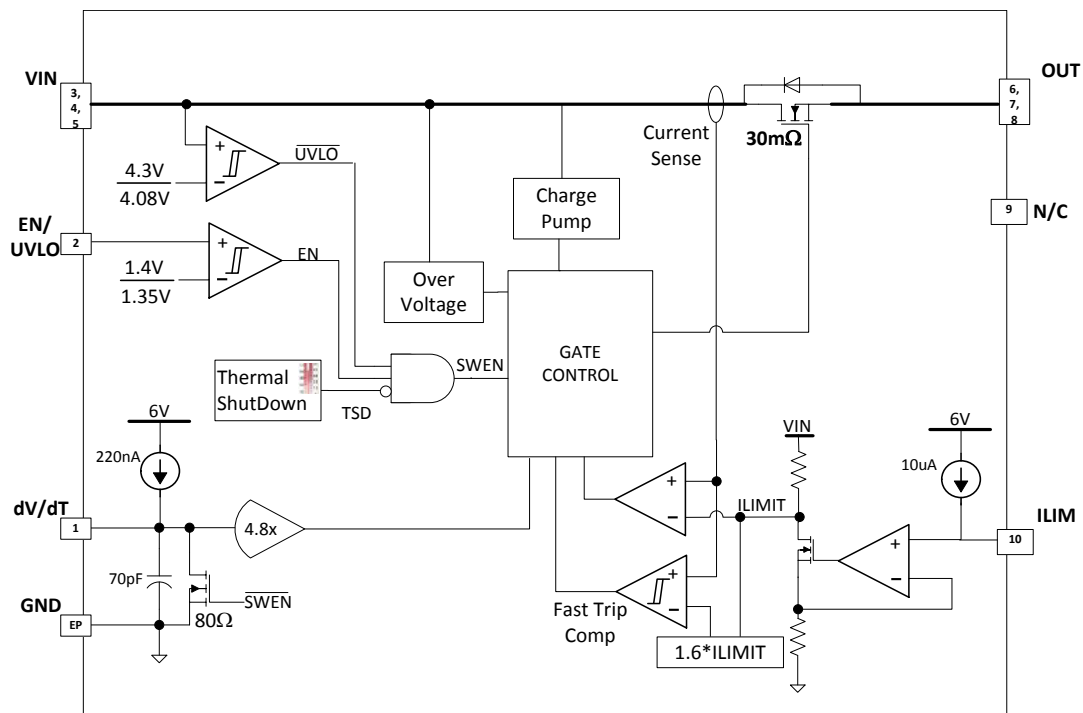 VIN
3,
4,
5
OUT
6,
7,
8
Current
Sense
30mΩ
+
UVLO
4.3V
−
4.08V
Charge
Pump
9
N/C
EN/
UVLO
2
+
EN
1.4V
−
1.35V
Over
Voltage
GATE
CONTROL
SWEN
Thermal
ShutDown
TSD
6V
220nA
VIN
6V
10uA
dV/dT
1
4.8x
+
−
ILIMIT
ILIM
10
+
−
70pF
SWEN
80Ω
GND
EP
+
−
Fast Trip
Comp
1.6*ILIMIT